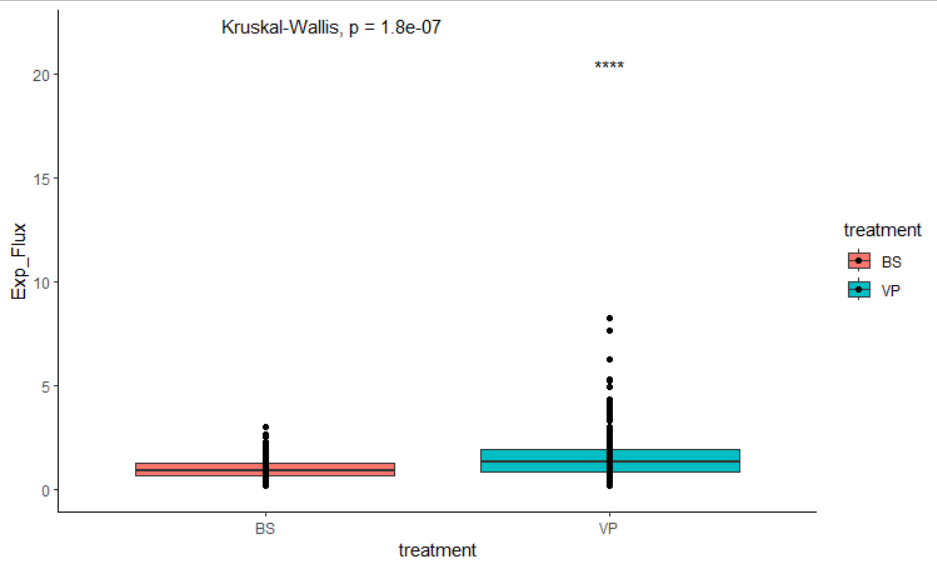 Kruskal-Wallis, p = 1.8e-07
****
20
15
10
5
0
Exp_Flux
BS
VP
treatment
treatment
BS
VP